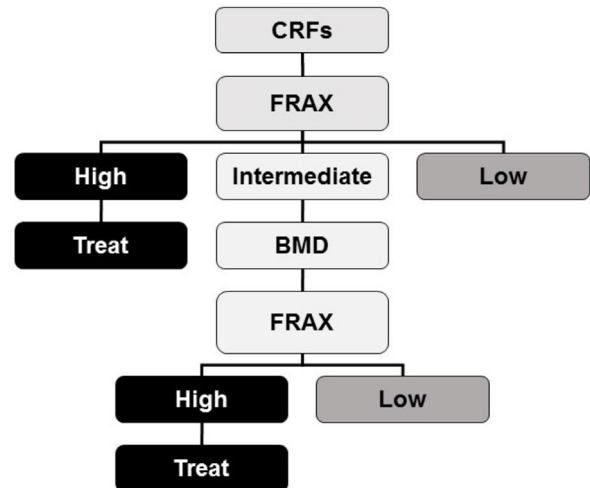 CRFs
FRAX
High
Intermediate
Low
Treat
BMD
FRAX
High
Low
Treat